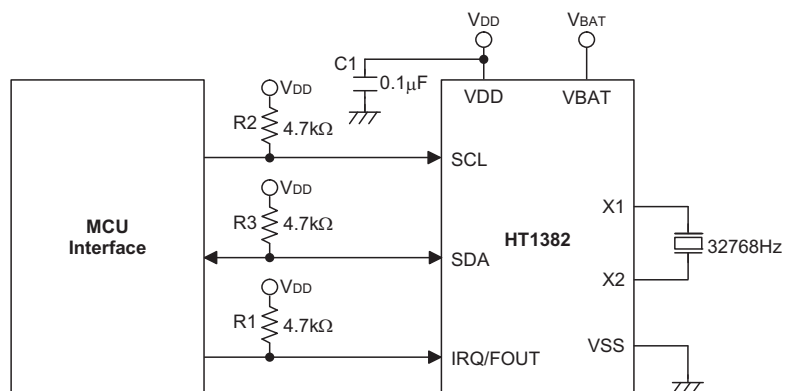 VDD
VBAT
C1
0.1μF
VDD
VBAT
VDD
R2
4.7kΩ
SCL
VDD
R3
4.7kΩ
SDA
MCU
Interface
HT1382
X1
32768Hz
X2
VDD
R1
4.7kΩ
IRQ/FOUT
VSS